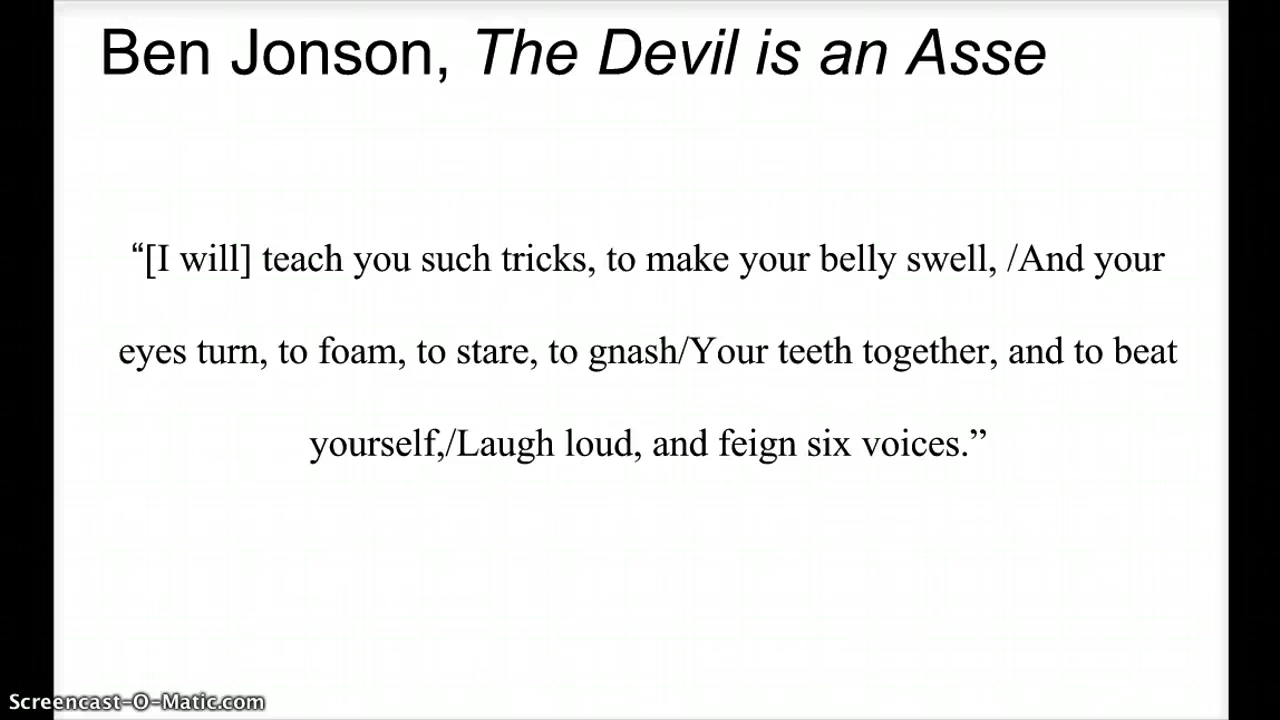 Ben Jonson, The Devil is an Asse
“[I will] teach you such tricks, to make your belly swell, /And your
eyes turn, to foam, to stare, to gnash/Your teeth together, and to beat
yourself,/Laugh loud, and feign six voices.”
Screencast-O-Matic.com